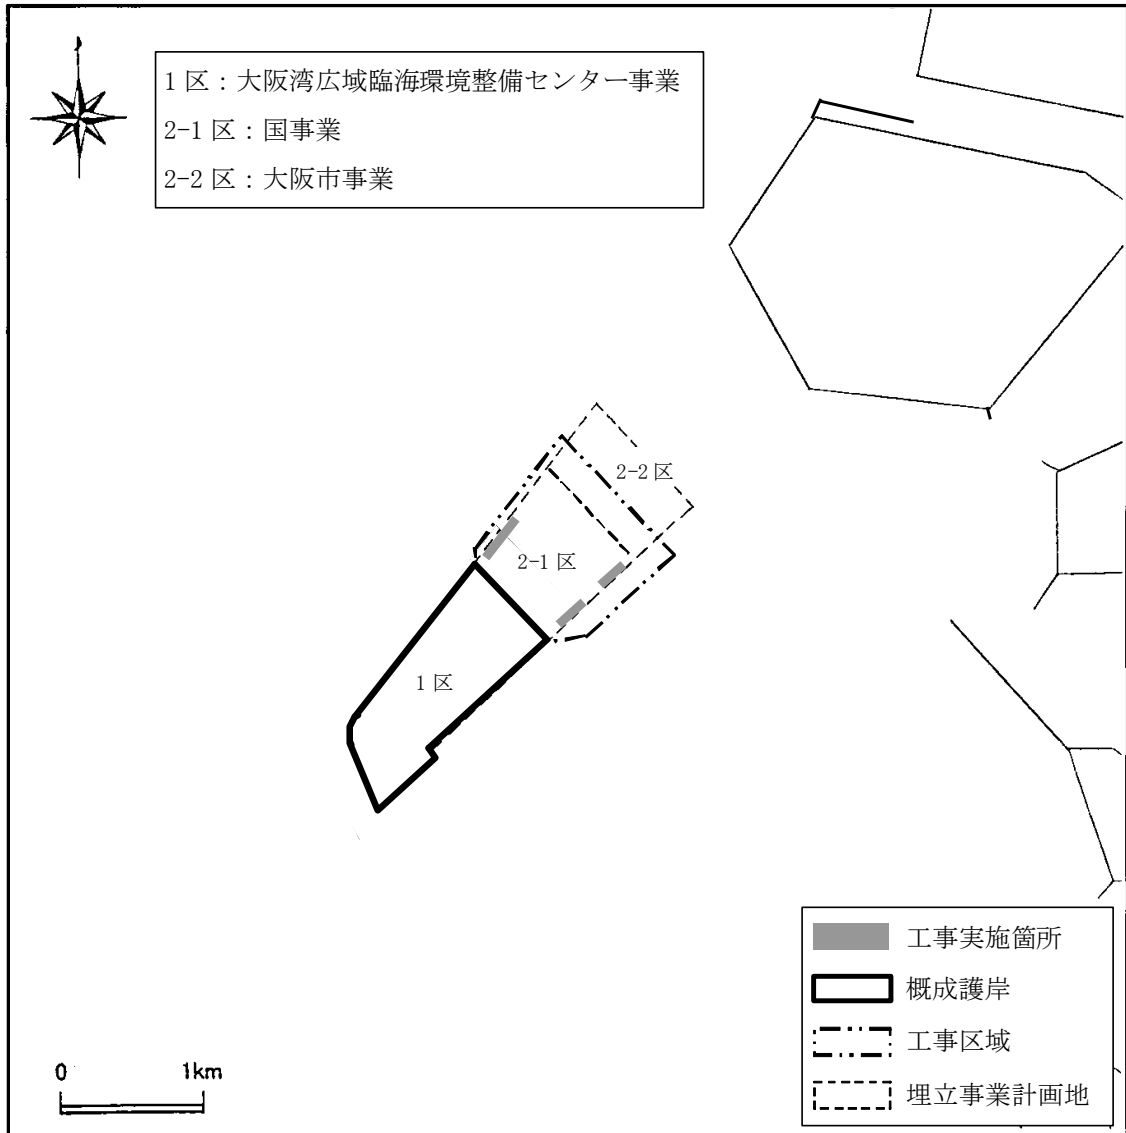 1区：大阪湾広域臨海環境整備センター事業
2-1区：国事業
2-2区：大阪市事業
2-2区
2-1区
1区
工事実施箇所
概成護岸
工事区域
埋立事業計画地
0 1km